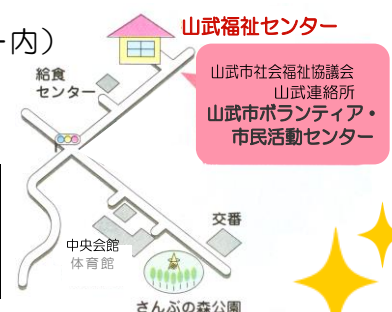 ー内)
山武福祉センター
給食
センター
山武市社会福祉協議会
山武連絡所
山武市ボランティア・
市民活動センター
交番
中央会館
体育館
さんぶの森公園